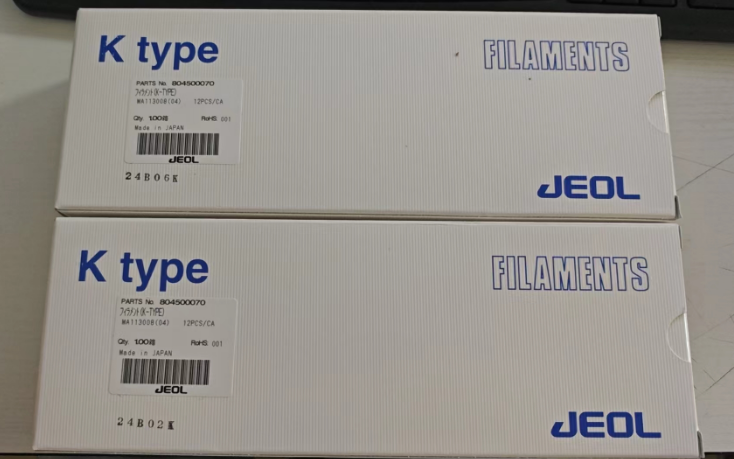 K type
FILAMENTS
PARTS No. 804500070
フィラメント(K-TYPE)
MA113008(04) 12PCS/CA
Qty. 1.00箱 RoHS 001
Made in JAPAN
JEOL
24B06K
JEOL
K type
FILAMENTS
PARTS No. 804500070
フィラメント(K-TYPE)
MA113008(04) 12PCS/CA
Qty. 1.00箱 RoHS 001
Made in JAPAN
JEOL
24B02K
JEOL